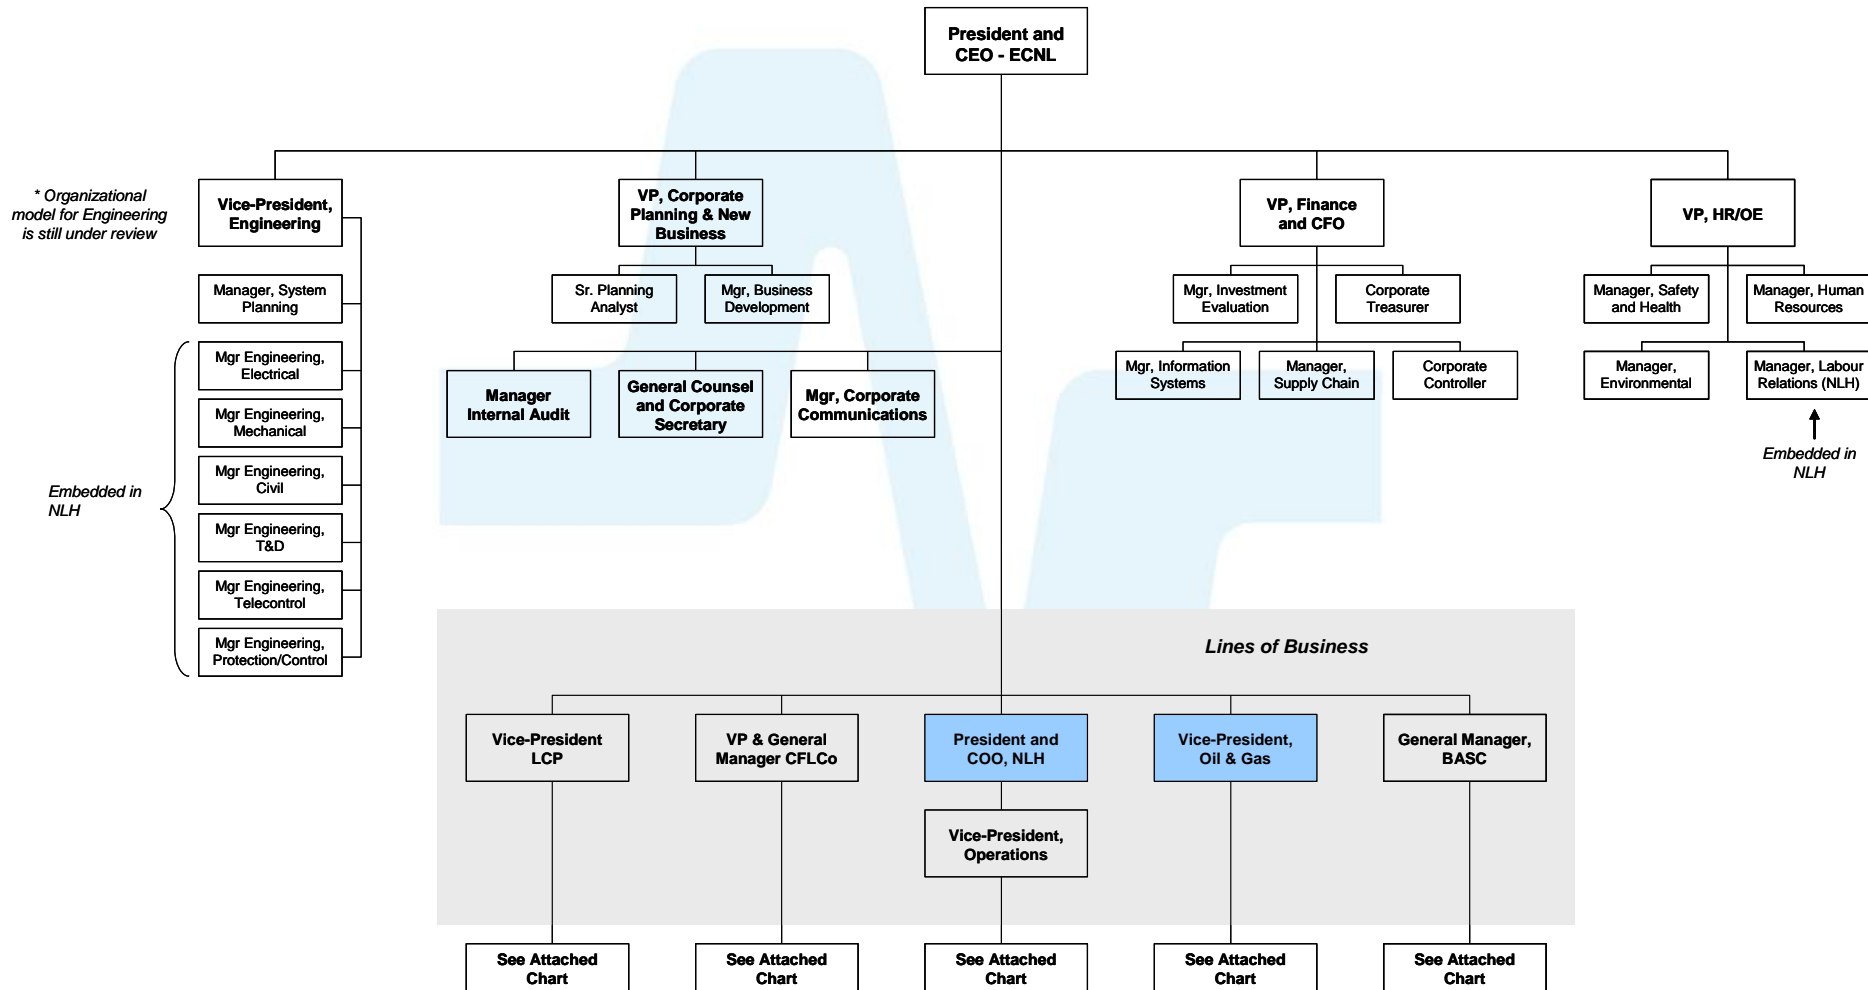 President and
CEO - ECNL
* Organizational
model for Engineering
is still under review
Vice-President,
Engineering
VP, Corporate
Planning & New
Business
VP, Finance
and CFO
VP, HR/OE
Manager, System
Planning
Sr. Planning
Analyst
Mgr, Business
Development
Mgr, Investment
Evaluation
Corporate
Treasurer
Manager, Safety
and Health
Manager, Human
Resources
Mgr Engineering,
Electrical
Mgr Engineering,
Mechanical
Mgr Engineering,
Civil
Mgr Engineering,
T&D
Mgr Engineering,
Telecontrol
Mgr Engineering,
Protection/Control
Embedded in
NLH
Manager
Internal Audit
General Counsel
and Corporate
Secretary
Mgr, Corporate
Communications
Mgr, Information
Systems
Manager,
Supply Chain
Corporate
Controller
Manager,
Environmental
Manager, Labour
Relations (NLH)
Embedded in
NLH
Lines of Business
Vice-President
LCP
VP & General
Manager CFLCo
President and
COO, NLH
Vice-President,
Oil & Gas
General Manager,
BASC
Vice-President,
Operations
See Attached
Chart
See Attached
Chart
See Attached
Chart
See Attached
Chart
See Attached
Chart